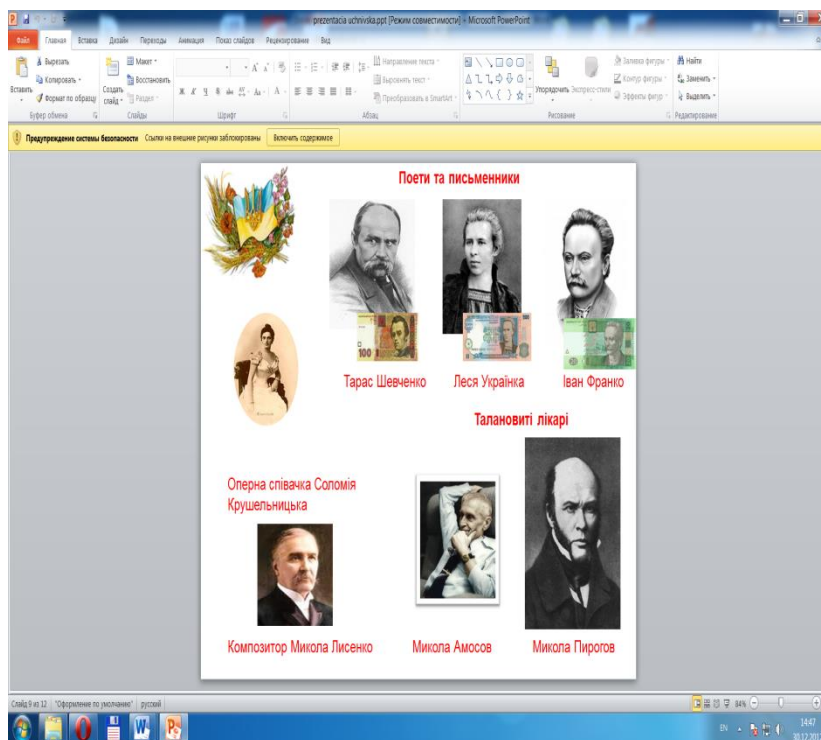 prezentacia uchnivska.ppt [Режим совместимости] - Microsoft PowerPoint
Файл Главная Вставка Дизайн Переходы Анимация Показ слайдов Рецензирование Вид
Вставить
Вырезать
Копировать
Формат по образцу
Буфер обмена
Создать слайд
Макет
Восстановить
Раздел
Слайды
Шрифт
Направление текста
Выровнять текст
Преобразовать в SmartArt
Абзац
Упорядочить
Экспресс-стили
Заливка фигуры
Контур фигуры
Эффекты фигур
Рисование
Найти
Заменить
Выделить
Редактирование
Предупреждение системы безопасности Ссылки на внешние рисунки заблокированы Включить содержимое
Поети та письменники
100
Тарас Шевченко Леся Українка Іван Франко
Талановиті лікарі
Оперна співачка Соломія
Крушельницька
Композитор Микола Лисенко Микола Амосов Микола Пирогов
Слайд 9 из 12 "Оформление по умолчанию" русский 84%
EN 14:47